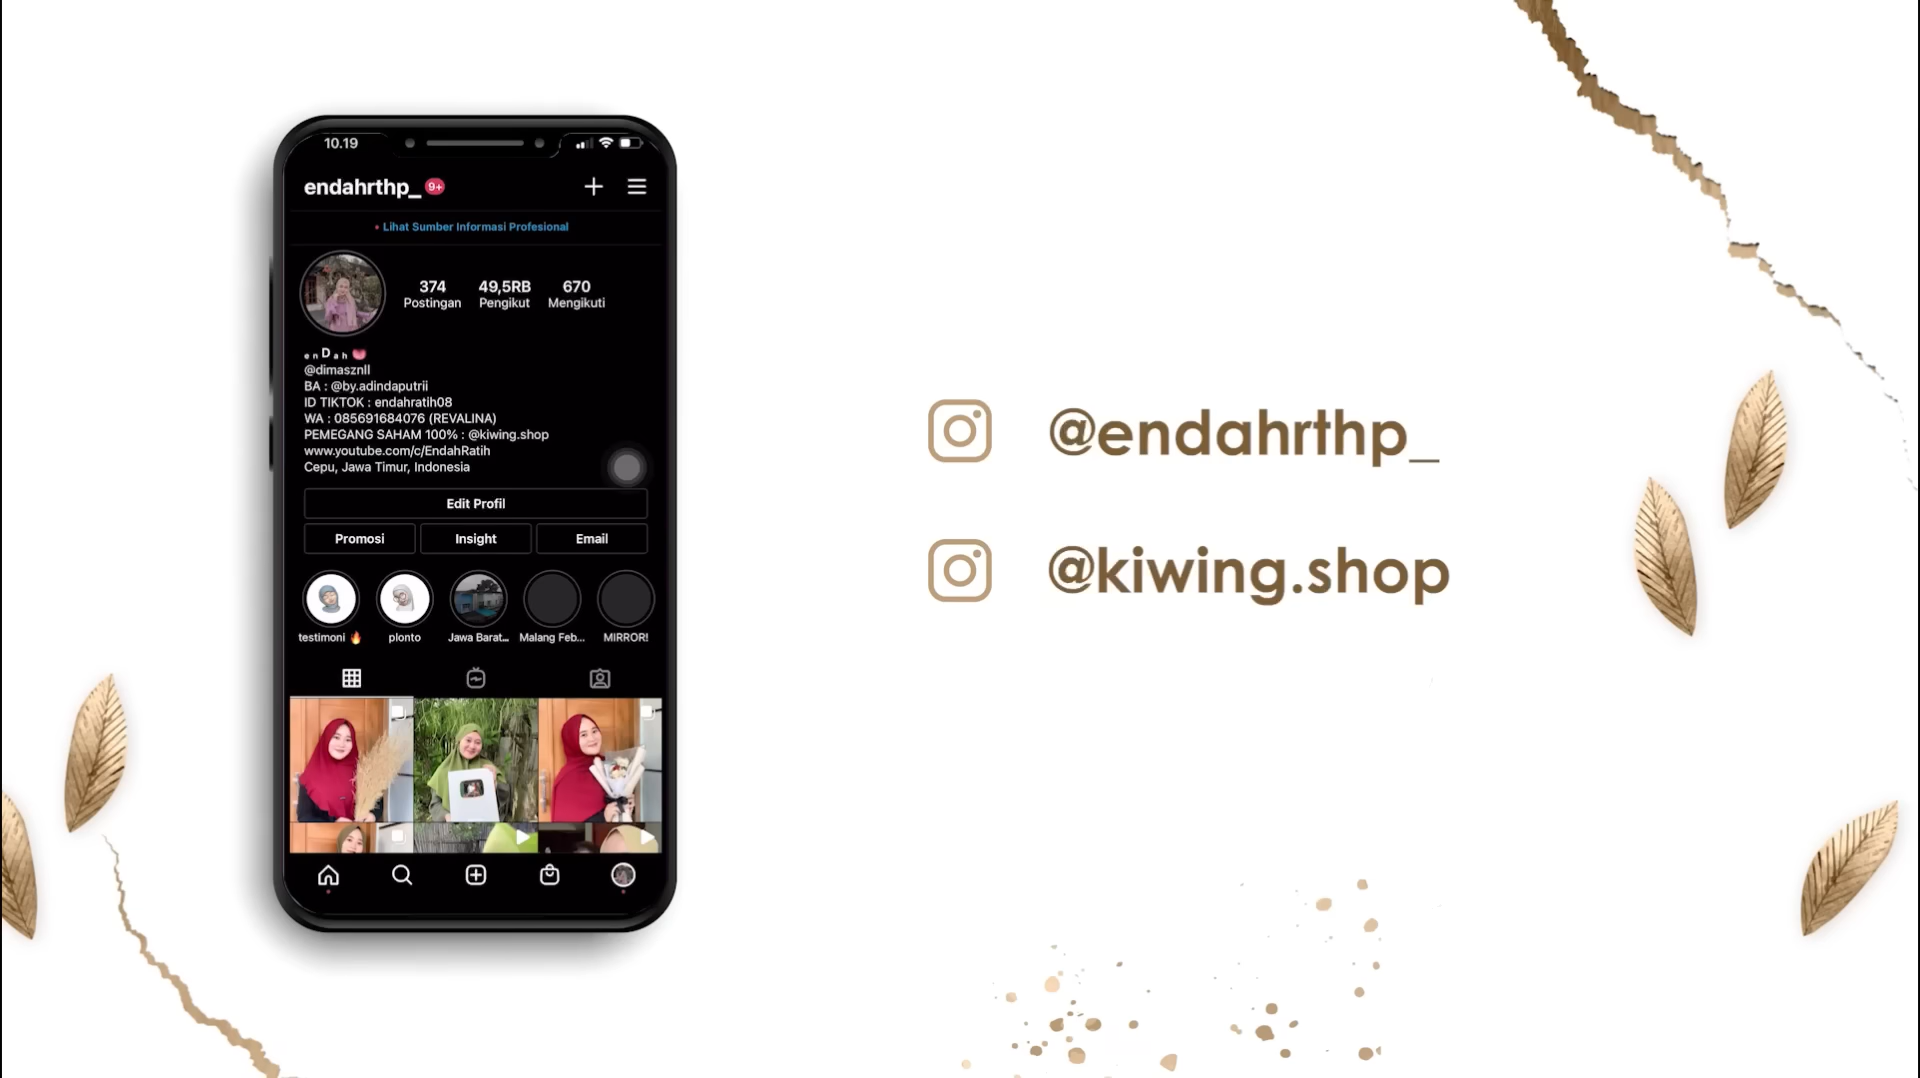 10.19
endahrthp_ 9+
• Lihat Sumber Informasi Profesional
374 49,5RB 670
Postingan Pengikut Mengikuti
ₑₙDₐₕ 👅
@dimasznll
BA : @by.adindaputrii
ID TIKTOK : endahratih08
WA : 085691684076 (REVALINA)
PEMEGANG SAHAM 100% : @kiwing.shop
www.youtube.com/c/EndahRatih
Cepu, Jawa Timur, Indonesia
Edit Profil
Promosi Insight Email
testimoni 🔥 plonto Jawa Barat... Malang Feb... MIRROR!
@endahrthp_
@kiwing.shop